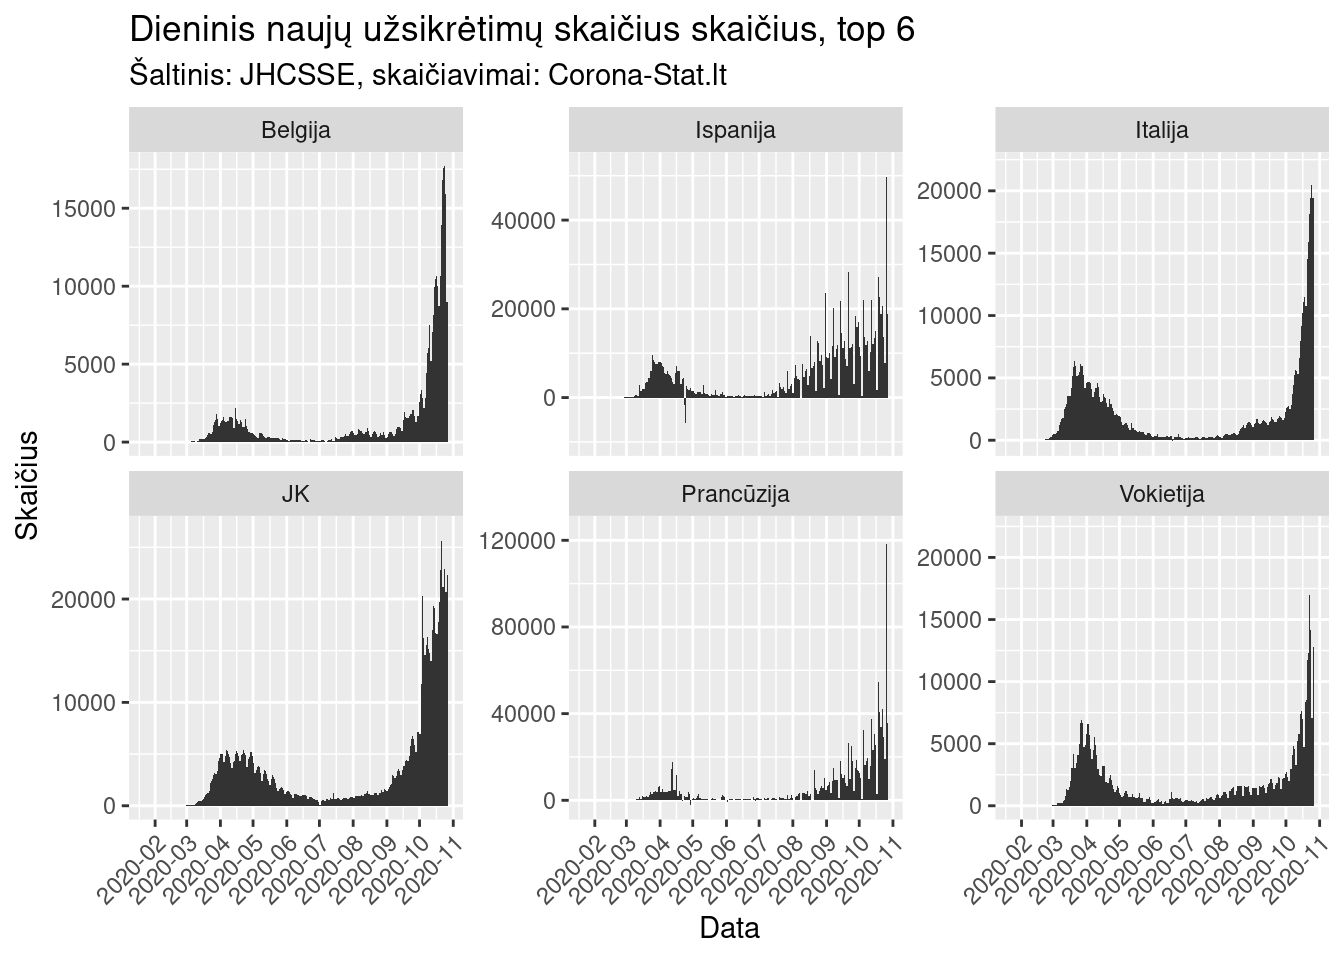 Dieninis naujų užsikrėtimų skaičius skaičius, top 6
Šaltinis: JHCSSE, skaičiavimai: Corona-Stat.lt
Belgija
Ispanija
Italija
15000
10000
5000
0
40000
20000
0
20000
15000
10000
5000
0
Skaičius
JK
Prancūzija
Vokietija
20000
10000
0
120000
80000
40000
0
20000
15000
10000
5000
0
2020-02 2020-03 2020-04 2020-05 2020-06 2020-07 2020-08 2020-09 2020-10 2020-11
2020-02 2020-03 2020-04 2020-05 2020-06 2020-07 2020-08 2020-09 2020-10 2020-11
2020-02 2020-03 2020-04 2020-05 2020-06 2020-07 2020-08 2020-09 2020-10 2020-11
Data